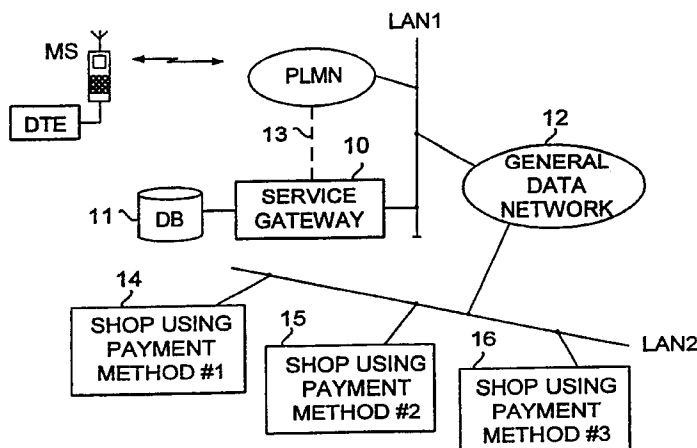 LAN1
MS
PLMN
DTE
13
10
12
GENERAL
DATA
NETWORK
11
DB
SERVICE
GATEWAY
14
SHOP USING
PAYMENT
METHOD #1
15
SHOP USING
PAYMENT
METHOD #2
16
SHOP USING
PAYMENT
METHOD #3
LAN2